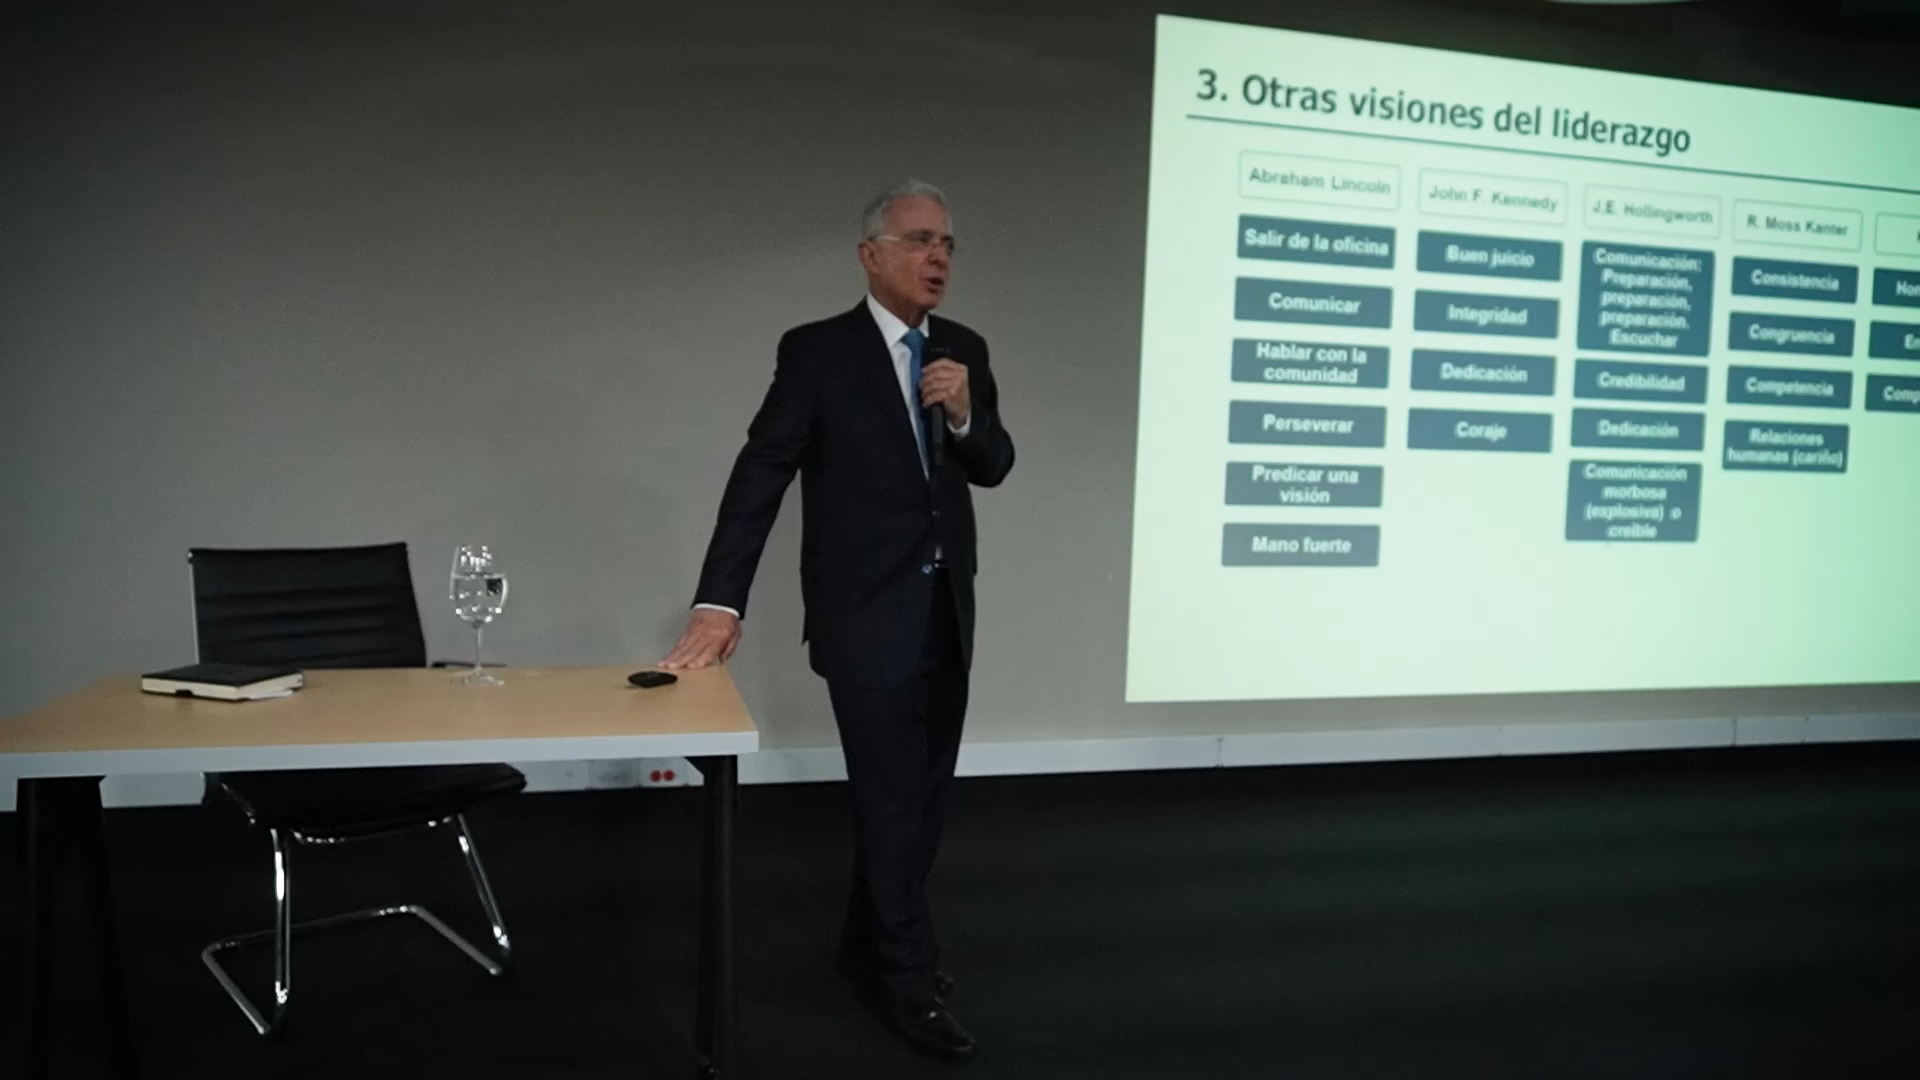 3. Otras visiones del liderazgo
Abraham Lincoln
Salir de la oficina
Comunicar
Hablar con la
comunidad
Perseverar
Predicar una
visión
Mano fuerte
John F. Kennedy
Buen juicio
Integridad
Dedicación
Coraje
J.E. Hollingworth
Comunicación:
Preparación,
preparación,
preparación.
Escuchar
Credibilidad
Dedicación
Comunicación
morbosa
(explosiva) o
creíble
R. Moss Kanter
Consistencia
Congruencia
Competencia
Relaciones
humanas (cariño)